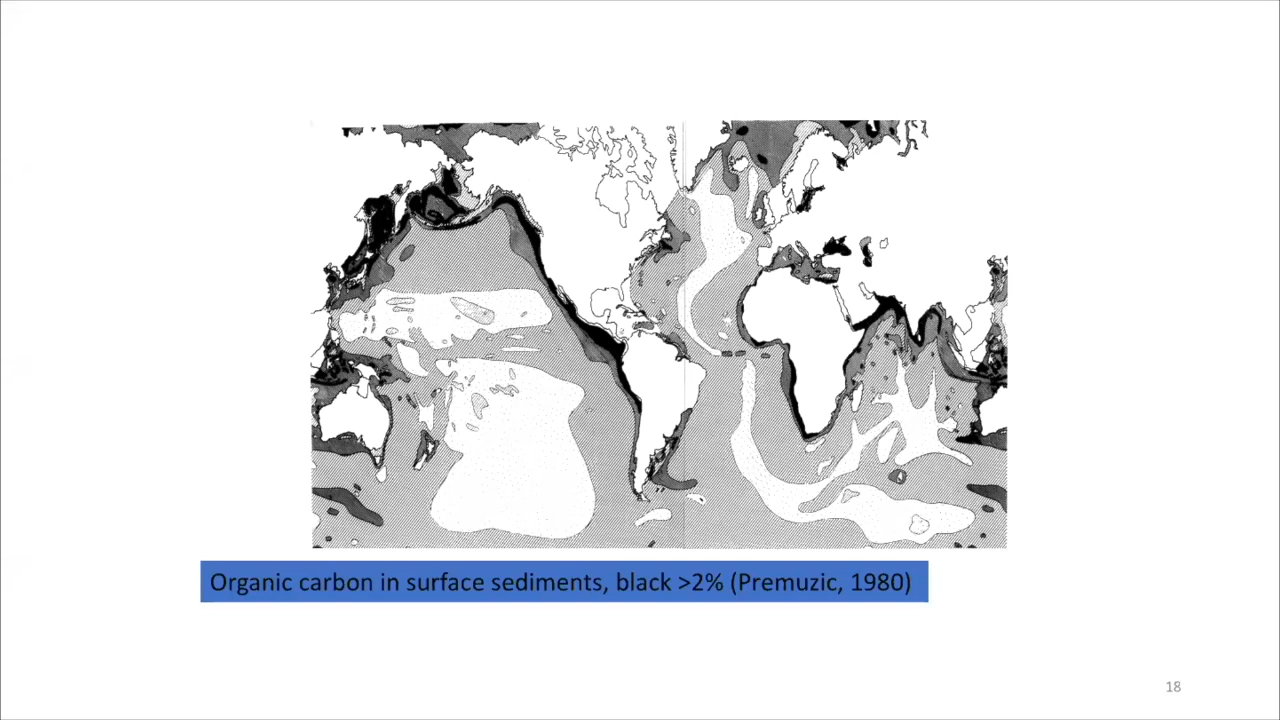 Organic carbon in surface sediments, black >2% (Premuzic, 1980)
18